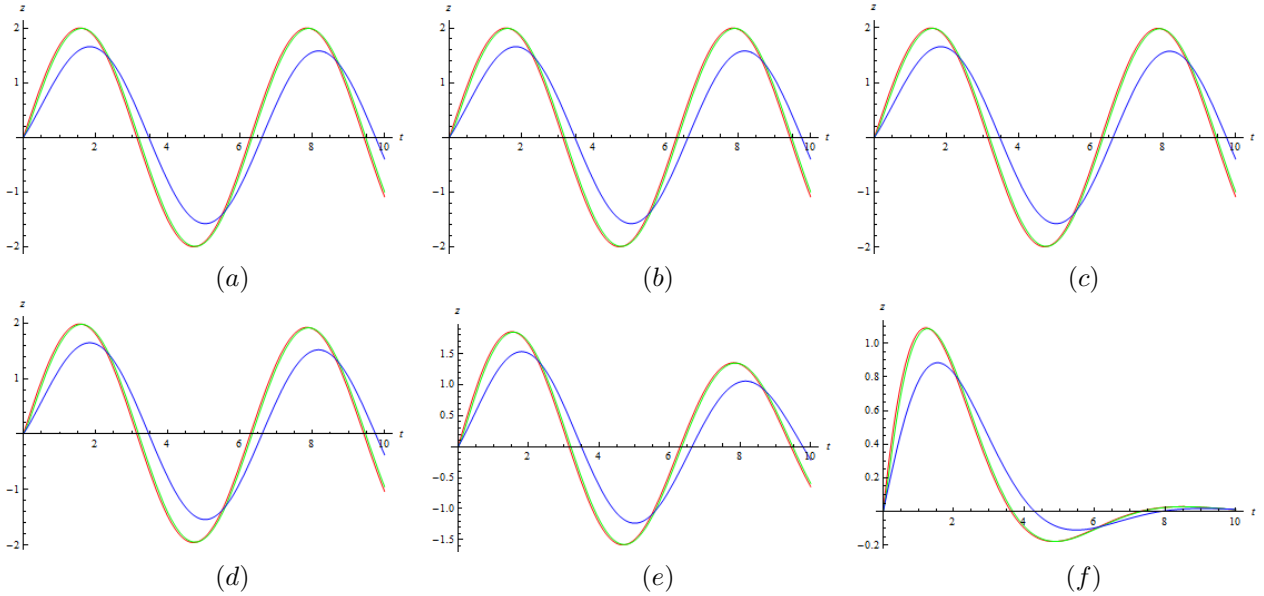 z z z
2 2 2
1 1 1
2 4 6 8 10 t 2 4 6 8 10 t 2 4 6 8 10 t
−1 −1 −1
−2 −2 −2
(a) (b) (c)
z z z
2 1.5 1.0
1 1.0 0.8
0.5 0.6
2 4 6 8 10 t 2 4 6 8 10 t 0.4
−0.5 0.2
−1 −1.0 2 4 6 8 10 t
−2 −1.5 −0.2
(d) (e) (f)